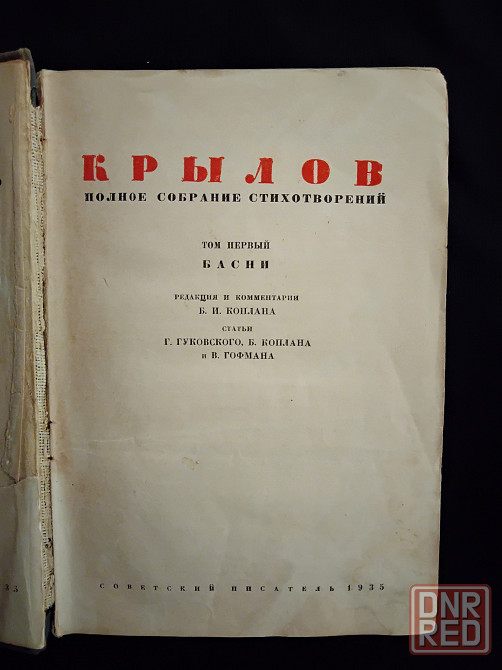 КРЫЛОВ
ПОЛНОЕ СОБРАНИЕ СТИХОТВОРЕНИЙ
ТОМ ПЕРВЫЙ
БАСНИ
РЕДАКЦИЯ И КОММЕНТАРИИ
Б. И. КОПЛАНА
СТАТЬИ
Г. ГУКОВСКОГО, Б. КОПЛАНА
и В. ГОФМАНА
СОВЕТСКИЙ ПИСАТЕЛЬ 1935
DNR
RED